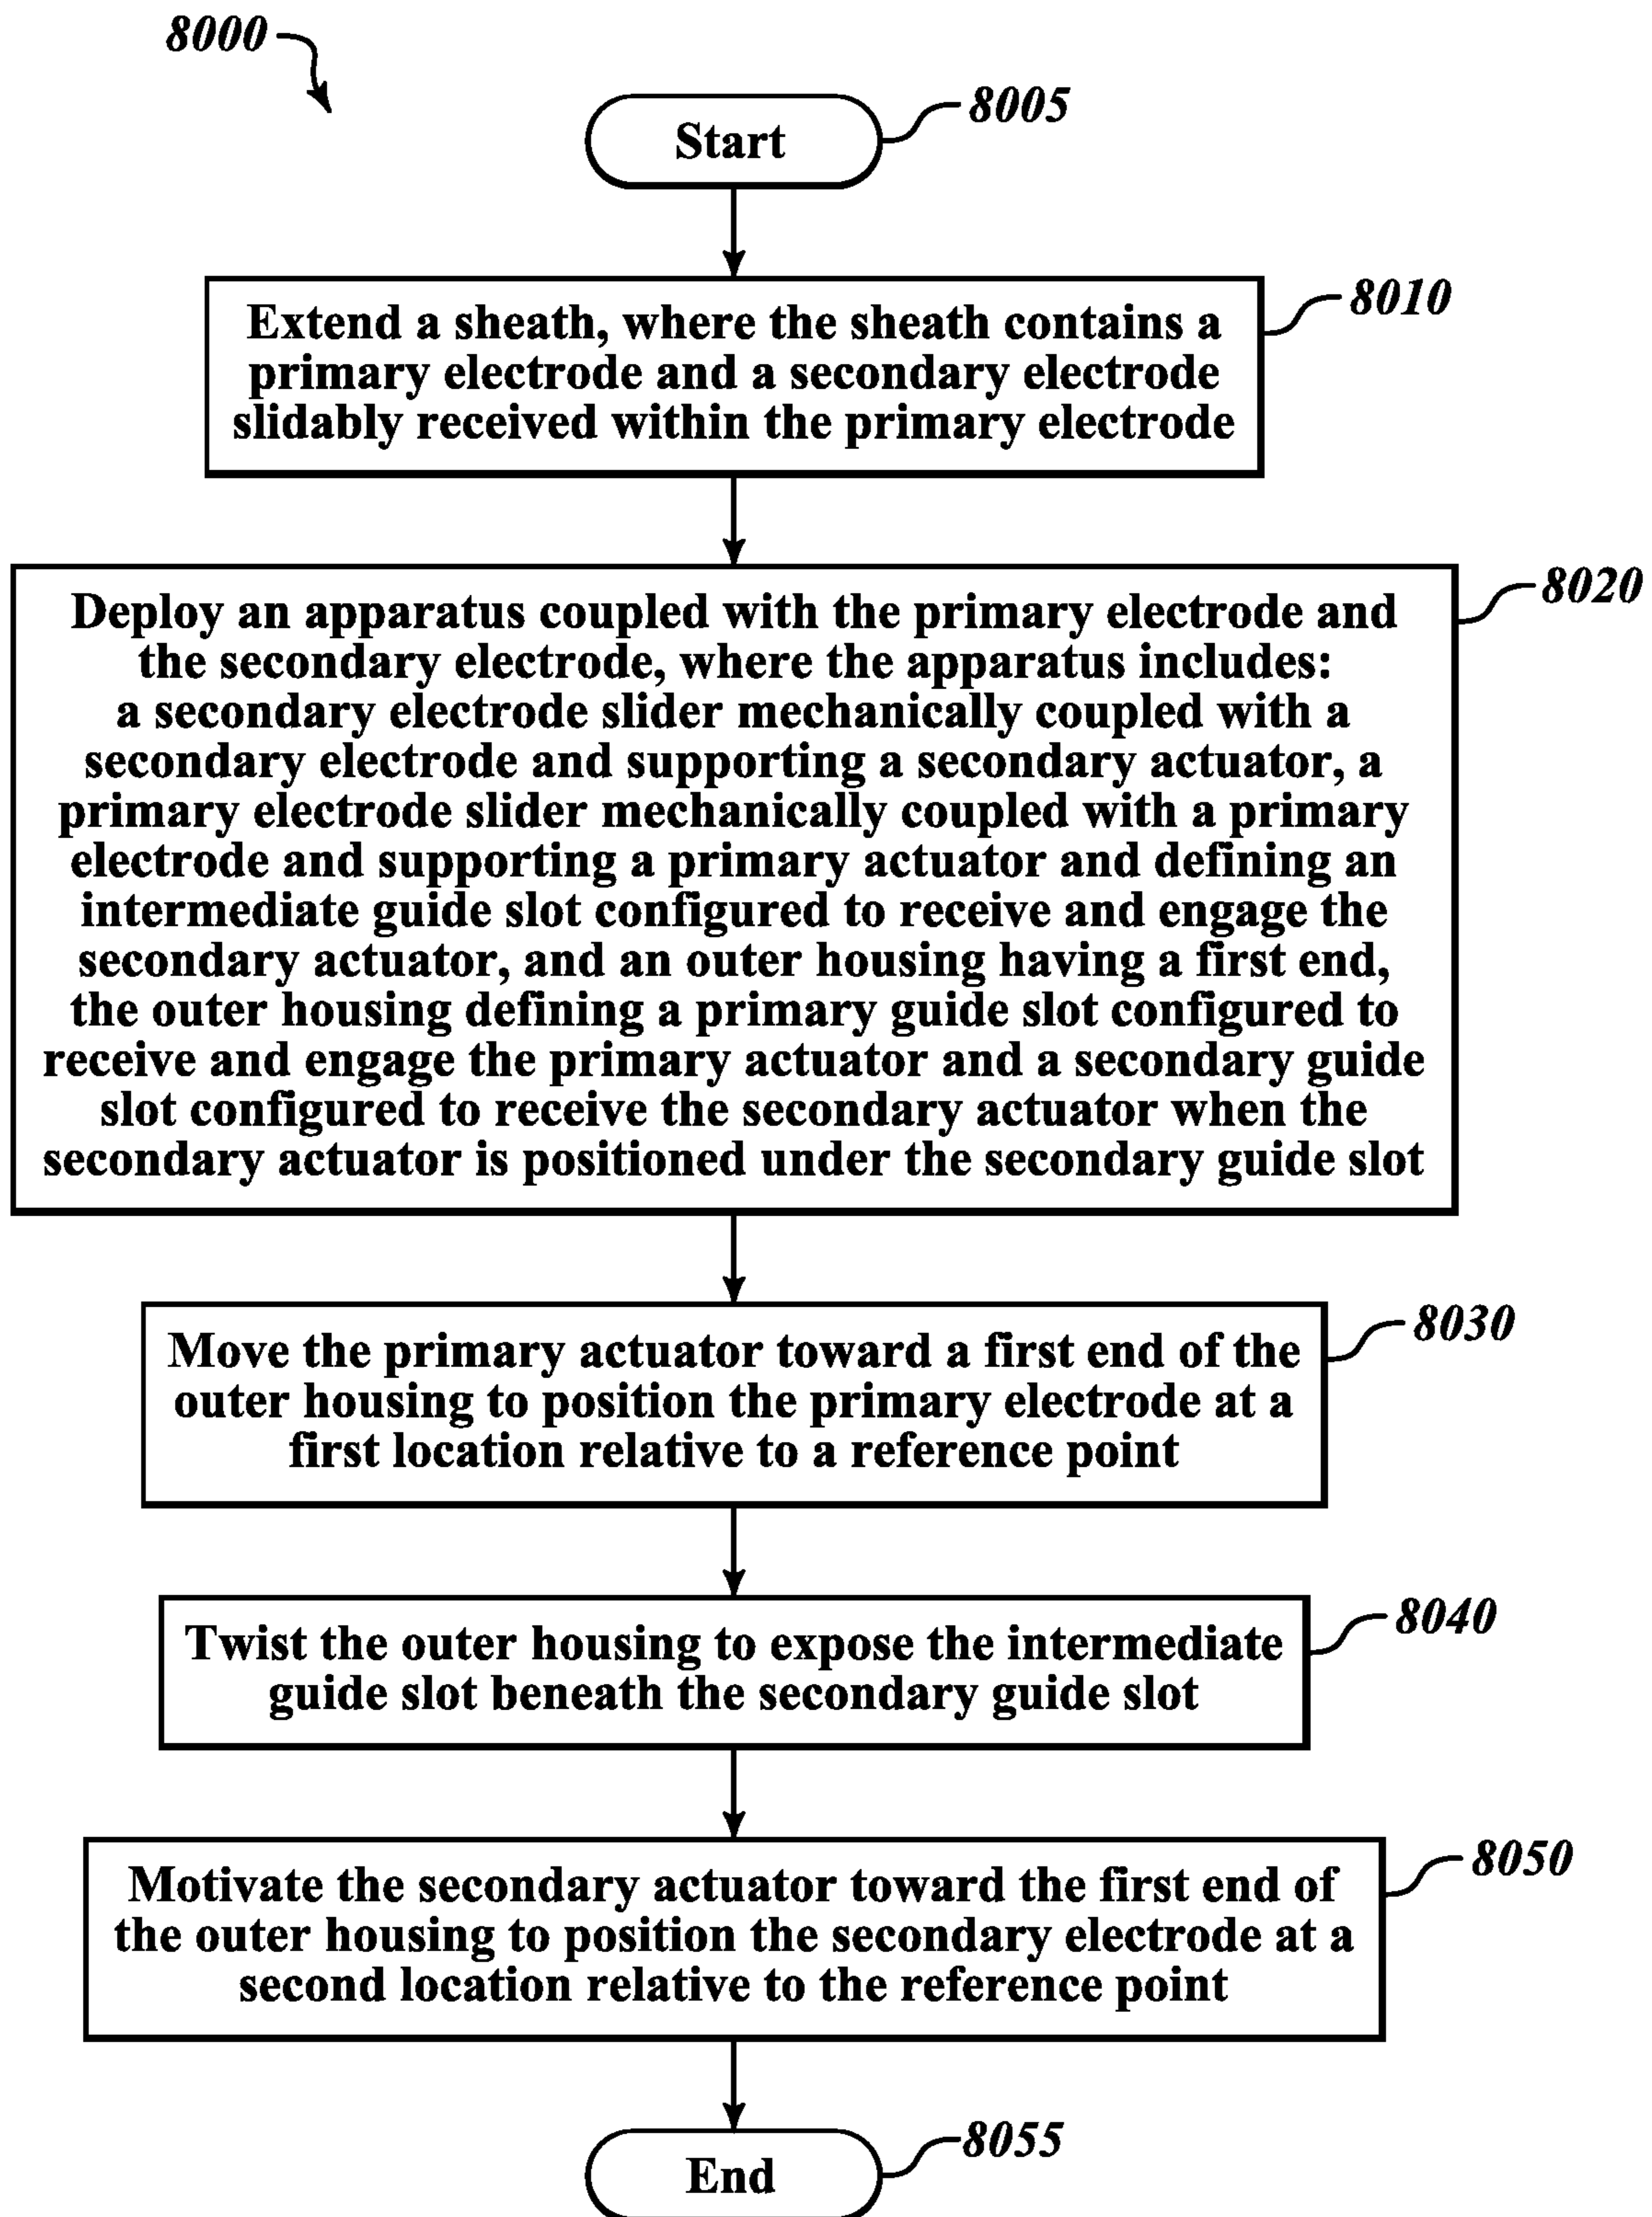 8000
8005
Start
8010
Extend a sheath, where the sheath contains a
primary electrode and a secondary electrode
slidably received within the primary electrode
8020
Deploy an apparatus coupled with the primary electrode and
the secondary electrode, where the apparatus includes:
a secondary electrode slider mechanically coupled with a
secondary electrode and supporting a secondary actuator, a
primary electrode slider mechanically coupled with a primary
electrode and supporting a primary actuator and defining an
intermediate guide slot configured to receive and engage the
secondary actuator, and an outer housing having a first end,
the outer housing defining a primary guide slot configured to
receive and engage the primary actuator and a secondary guide
slot configured to receive the secondary actuator when the
secondary actuator is positioned under the secondary guide slot
8030
Move the primary actuator toward a first end of the
outer housing to position the primary electrode at a
first location relative to a reference point
8040
Twist the outer housing to expose the intermediate
guide slot beneath the secondary guide slot
8050
Motivate the secondary actuator toward the first end of
the outer housing to position the secondary electrode at a
second location relative to the reference point
8055
End